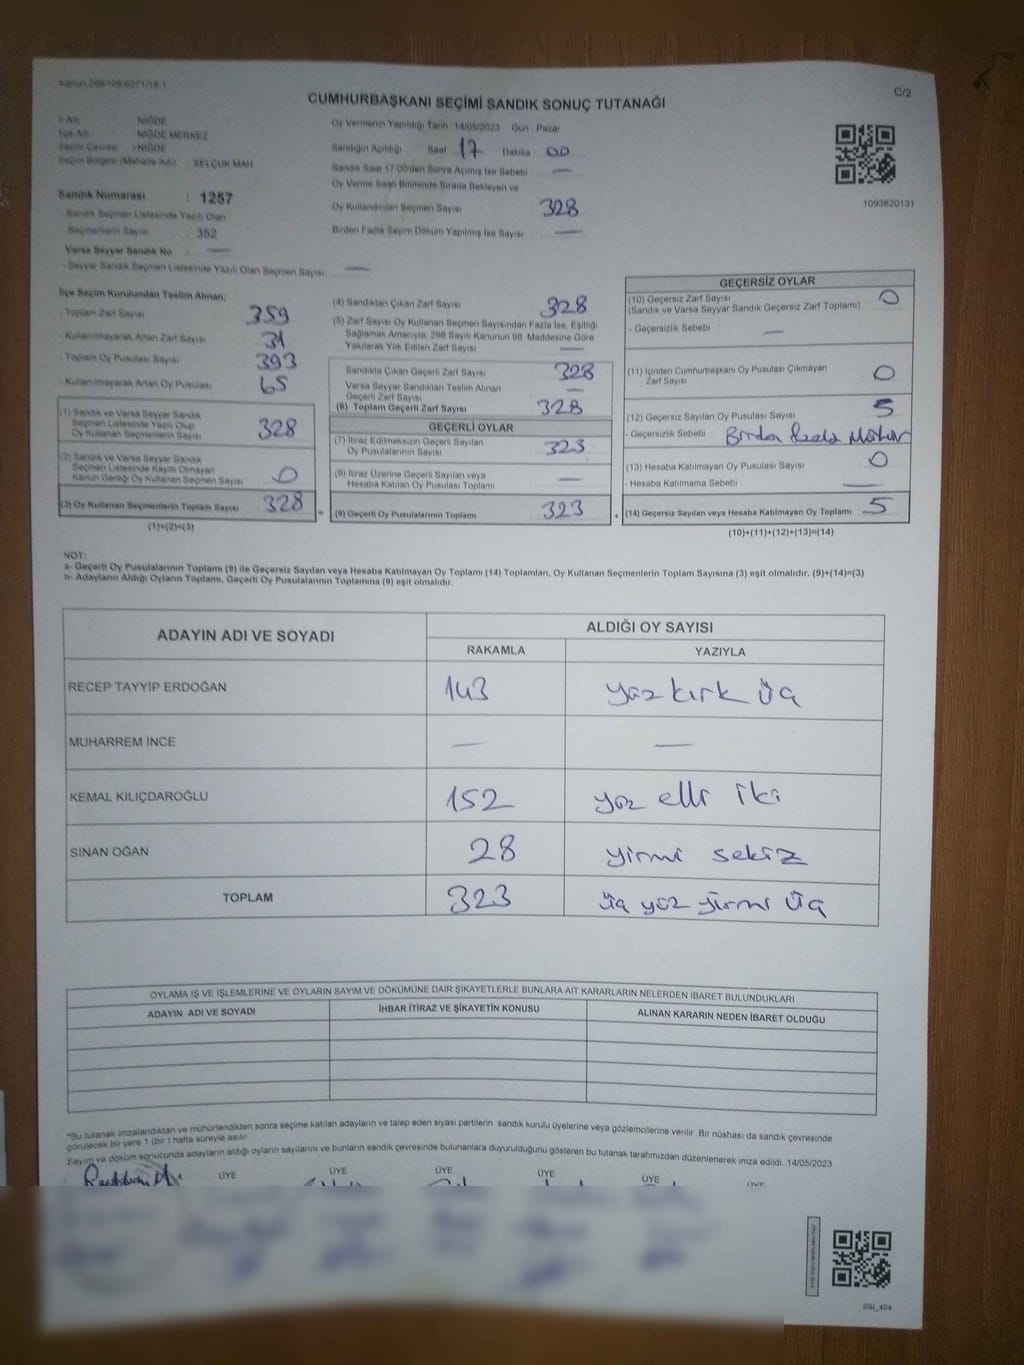 Kanun:298/105,6271/18-1
C/2
CUMHURBAŞKANI SEÇİMİ SANDIK SONUÇ TUTANAĞI
İl Adı : NİĞDE
İlçe Adı : NİĞDE MERKEZ
Seçim Çevresi : NİĞDE
Seçim Bölgesi (Mahalle Adı) : SELÇUK MAH.
Sandık Numarası : 1257
- Sandık Seçmen Listesinde Yazılı Olan
Seçmenlerin Sayısı : 352
Varsa Seyyar Sandık No : —
- Seyyar Sandık Seçmen Listesinde Yazılı Olan Seçmen Sayısı : —
Oy Vermenin Yapıldığı Tarih 14/05/2023 Gün Pazar
Sandığın Açıldığı Saat 17 Dakika 00
Sandık Saat 17:00'den Sonra Açılmış İse Sebebi : —
Oy Verme Saati Bitiminde Sırada Bekleyen ve
Oy Kullandırılan Seçmen Sayısı : 328
Birden Fazla Sayım Döküm Yapılmış İse Sayısı : —
1093820131
İlçe Seçim Kurulundan Teslim Alınan;
- Toplam Zarf Sayısı : 359
- Kullanılmayarak Artan Zarf Sayısı : 31
- Toplam Oy Pusulası Sayısı : 393
- Kullanılmayarak Artan Oy Pusulası : 65
(1) Sandık ve Varsa Seyyar Sandık
Seçmen Listesinde Yazılı Olup
Oy Kullanan Seçmenlerin Sayısı : 328
(2) Sandık ve Varsa Seyyar Sandık
Seçmen Listesinde Kayıtlı Olmayan
Kanun Gereği Oy Kullanan Seçmen Sayısı : 0
(3) Oy Kullanan Seçmenlerin Toplam Sayısı : 328
(1)+(2)=(3)
(4) Sandıktan Çıkan Zarf Sayısı : 328
(5) Zarf Sayısı Oy Kullanan Seçmen Sayısından Fazla İse, Eşitliği
Sağlamak Amacıyla, 298 Sayılı Kanunun 98. Maddesine Göre
Yakılarak Yok Edilen Zarf Sayısı : —
Sandıkta Çıkan Geçerli Zarf Sayısı : 328
Varsa Seyyar Sandıktan Teslim Alınan
Geçerli Zarf Sayısı : —
(6) Toplam Geçerli Zarf Sayısı : 328
GEÇERLİ OYLAR
(7) İtiraz Edilmeksizin Geçerli Sayılan
Oy Pusulalarının Sayısı : 323
(8) İtiraz Üzerine Geçerli Sayılan veya
Hesaba Katılan Oy Pusulası Toplamı : —
= (9) Geçerli Oy Pusulalarının Toplamı : 323
GEÇERSİZ OYLAR
(10) Geçersiz Zarf Sayısı : 0
(Sandık ve Varsa Seyyar Sandık Geçersiz Zarf Toplamı)
- Geçersizlik Sebebi : —
(11) İçinden Cumhurbaşkanı Oy Pusulası Çıkmayan
Zarf Sayısı : 0
(12) Geçersiz Sayılan Oy Pusulası Sayısı : 5
- Geçersizlik Sebebi : Birden Fazla Mühür
(13) Hesaba Katılmayan Oy Pusulası Sayısı : 0
- Hesaba Katılmama Sebebi : —
+ (14) Geçersiz Sayılan veya Hesaba Katılmayan Oy Toplamı : 5
(10)+(11)+(12)+(13)=(14)
NOT:
a- Geçerli Oy Pusulalarının Toplamı (9) ile Geçersiz Sayılan veya Hesaba Katılmayan Oy Toplamı (14) Toplamları, Oy Kullanan Seçmenlerin Toplam Sayısına (3) eşit olmalıdır. (9)+(14)=(3)
b- Adayların Aldığı Oyların Toplamı, Geçerli Oy Pusulalarının Toplamına (9) eşit olmalıdır.
ADAYIN ADI VE SOYADI
ALDIĞI OY SAYISI
RAKAMLA YAZIYLA
RECEP TAYYİP ERDOĞAN 143 yüz kırk üç
MUHARREM İNCE — —
KEMAL KILIÇDAROĞLU 152 yüz elli iki
SİNAN OĞAN 28 yirmi sekiz
TOPLAM 323 üç yüz yirmi üç
OYLAMA İŞ VE İŞLEMLERİNE VE OYLARIN SAYIM VE DÖKÜMÜNE DAİR ŞİKAYETLERLE BUNLARA AİT KARARLARIN NELERDEN İBARET BULUNDUKLARI
ADAYIN ADI VE SOYADI İHBAR İTİRAZ VE ŞİKAYETİN KONUSU ALINAN KARARIN NEDEN İBARET OLDUĞU
*Bu tutanak imzalandıktan ve mühürlendikten sonra seçime katılan adayların ve talep eden siyasi partilerin sandık kurulu üyelerine veya gözlemcilerine verilir. Bir nüshası da sandık çevresinde
görülecek bir yere 1 (bir ) hafta süreyle asılır.
Sayım ve döküm sonucunda adayların aldığı oyların sayılarını ve bunların sandık çevresinde bulunanlara duyurulduğunu gösteren bu tutanak tarafımızdan düzenlenerek imza edildi. 14/05/2023
ÜYE ÜYE ÜYE ÜYE ÜYE ÜYE
SSI_404